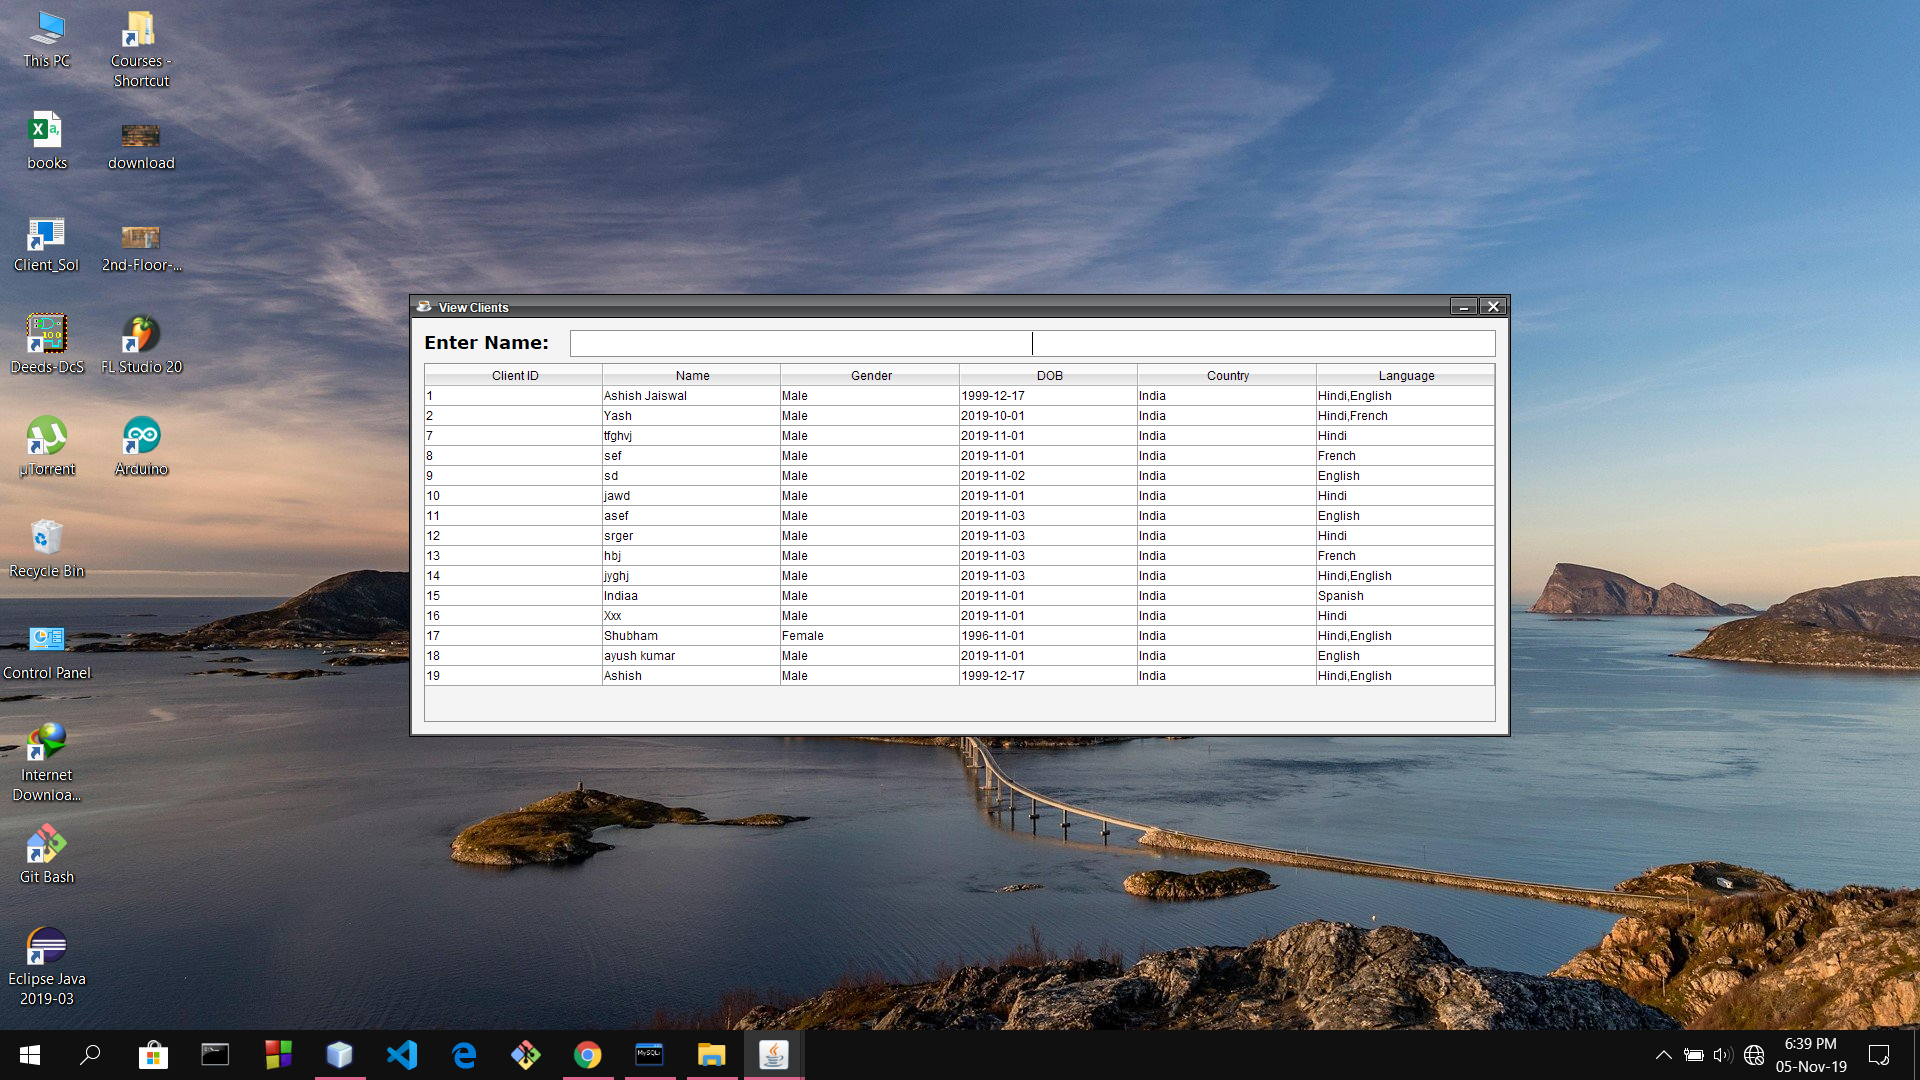 This PC
Courses -
Shortcut
books
download
Client_Sol
2nd-Floor-...
Deeds-DcS
FL Studio 20
µTorrent
Arduino
Recycle Bin
Control Panel
Internet
Downloa...
Git Bash
Eclipse Java
2019-03
View Clients
Enter Name:
Client ID Name Gender DOB Country Language
1 Ashish Jaiswal Male 1999-12-17 India Hindi,English
2 Yash Male 2019-10-01 India Hindi,French
7 tfghvj Male 2019-11-01 India Hindi
8 sef Male 2019-11-01 India French
9 sd Male 2019-11-02 India English
10 jawd Male 2019-11-01 India Hindi
11 asef Male 2019-11-03 India English
12 srger Male 2019-11-03 India Hindi
13 hbj Male 2019-11-03 India French
14 jyghj Male 2019-11-03 India Hindi,English
15 Indiaa Male 2019-11-01 India Spanish
16 Xxx Male 2019-11-01 India Hindi
17 Shubham Female 1996-11-01 India Hindi,English
18 ayush kumar Male 2019-11-01 India English
19 Ashish Male 1999-12-17 India Hindi,English
MySQL
6:39 PM
05-Nov-19